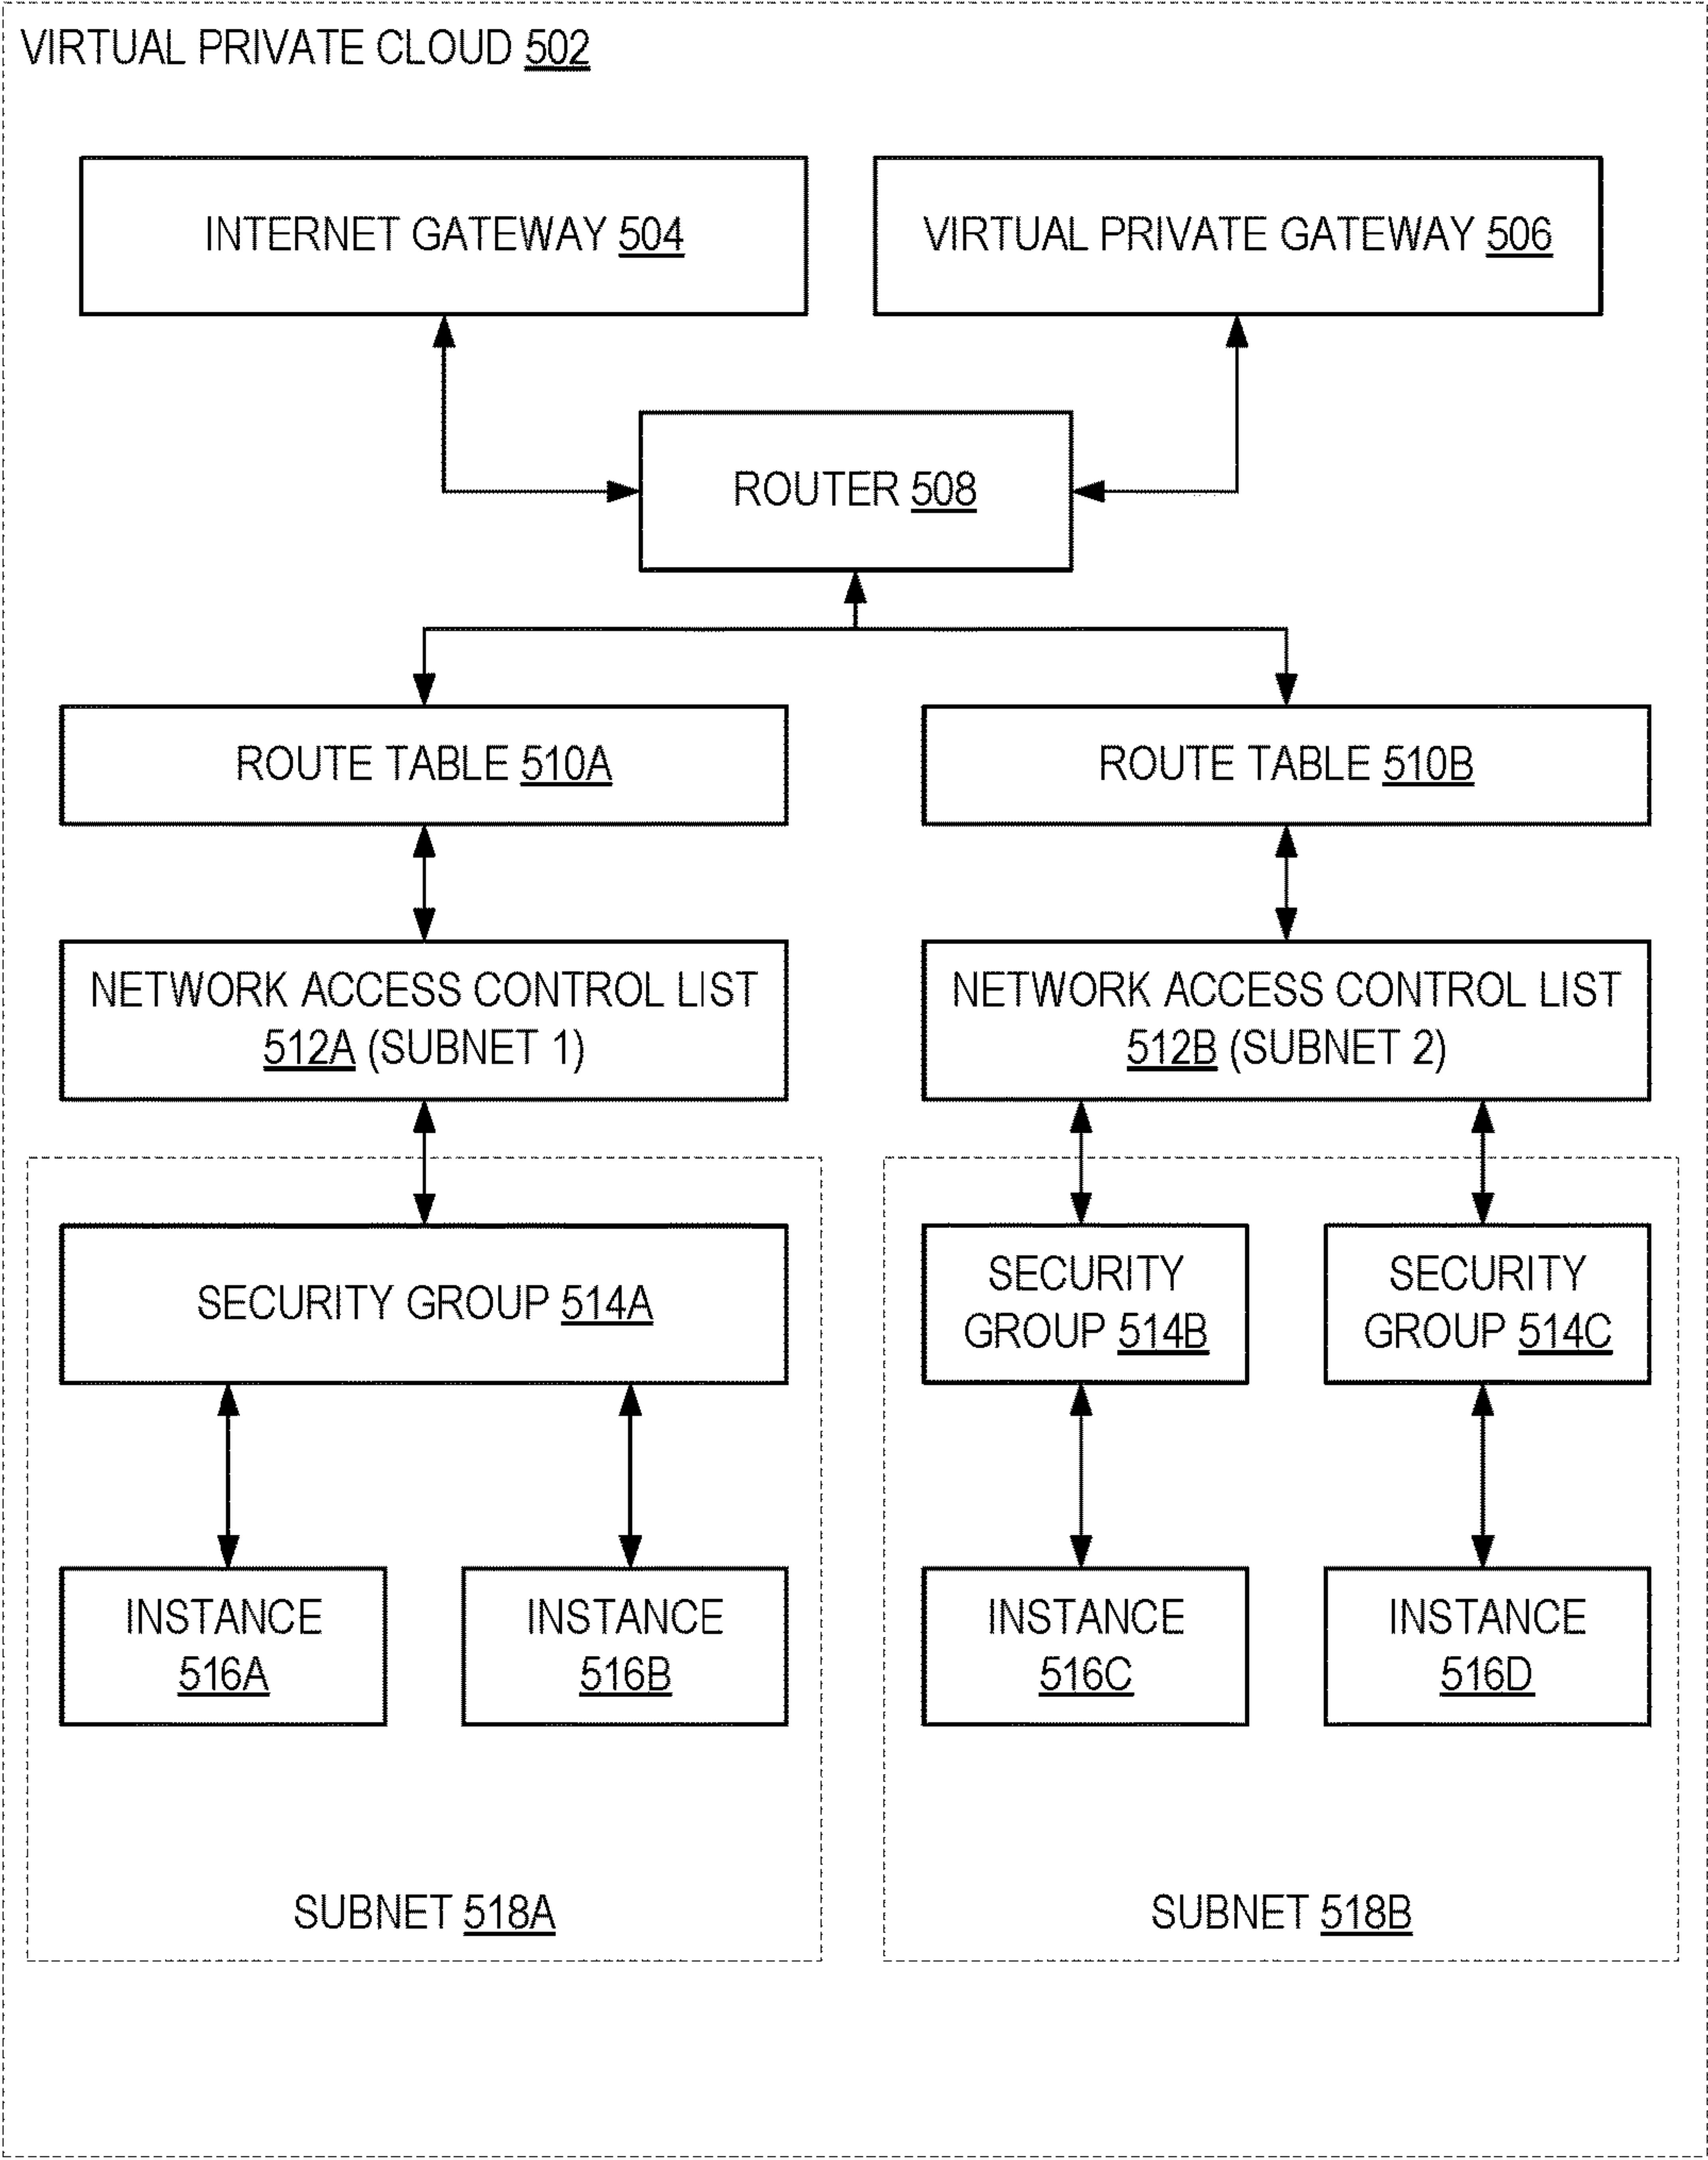 VIRTUAL PRIVATE CLOUD 502
INTERNET GATEWAY 504
VIRTUAL PRIVATE GATEWAY 506
ROUTER 508
ROUTE TABLE 510A
ROUTE TABLE 510B
NETWORK ACCESS CONTROL LIST
512A (SUBNET 1)
NETWORK ACCESS CONTROL LIST
512B (SUBNET 2)
SECURITY GROUP 514A
SECURITY
GROUP 514B
SECURITY
GROUP 514C
INSTANCE
516A
INSTANCE
516B
INSTANCE
516C
INSTANCE
516D
SUBNET 518A
SUBNET 518B